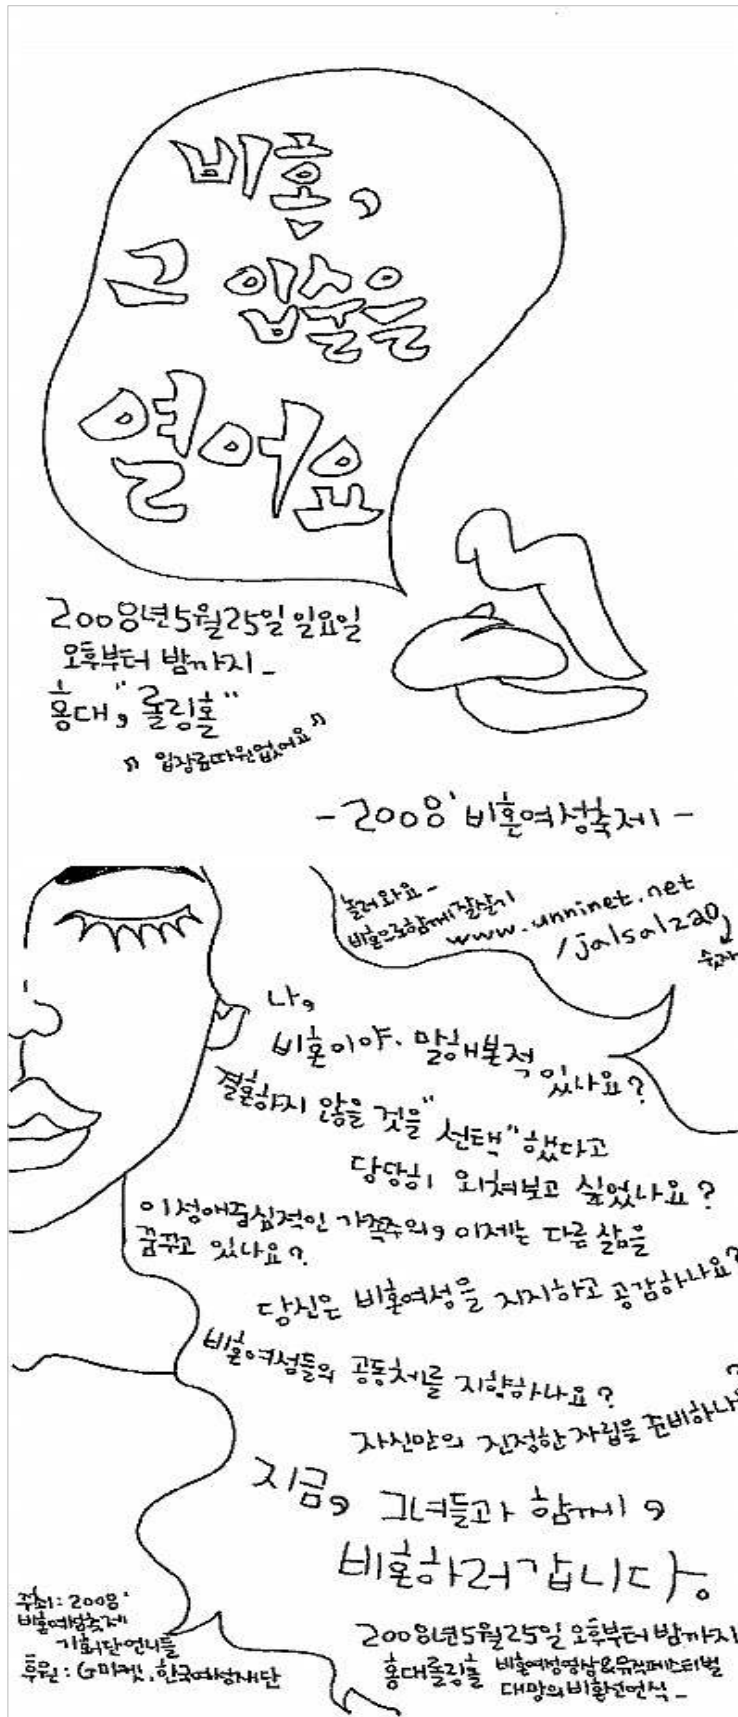 비혼,
그 입술을
열어요
2008년 5월 25일 일요일
오후부터 밤까지_
홍대, "롤링홀"
♫ 입장료따윈없어요 ♫
-2008' 비혼여성축제-
놀러와요-
비혼으로함께잘살기
www.unninet.net
/jalsalzao
숫자
나,
비혼이야. 말해본적 있나요?
결혼하지 않을 것을 "선택"했다고
당당히 외쳐보고 싶었나요?
이성애중심적인 가족주의, 이제는 다른 삶을
꿈꾸고 있나요?
당신은 비혼여성을 지지하고 공감하나요?
비혼여성들의 공동체를 지향하나요?
자신만의 진정한 자립을 준비하나요?
지금, 그녀들과 함께,
비혼하러갑니다.
주최: 2008'
비혼여성축제
기획단언니들
후원: G마켓, 한국여성재단
2008년5월25일 오후부터밤까지
홍대롤링홀 비혼여성영상&뮤직페스티벌
대망의비혼선언식_